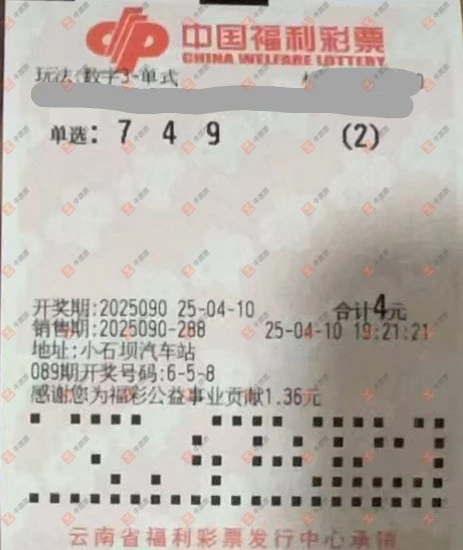 中国福利彩票
CHINA WELFARE LOTTERY
玩法:数字3-单式
单选: 7 4 9 (2)
开奖期:2025090 25-04-10 合计4元
销售期:2025090-288 25-04-10 19:21:21
地址:小石坝汽车站
089期开奖号码:6-5-8
感谢您为福彩公益事业贡献1.36元
云南省福利彩票发行中心承销